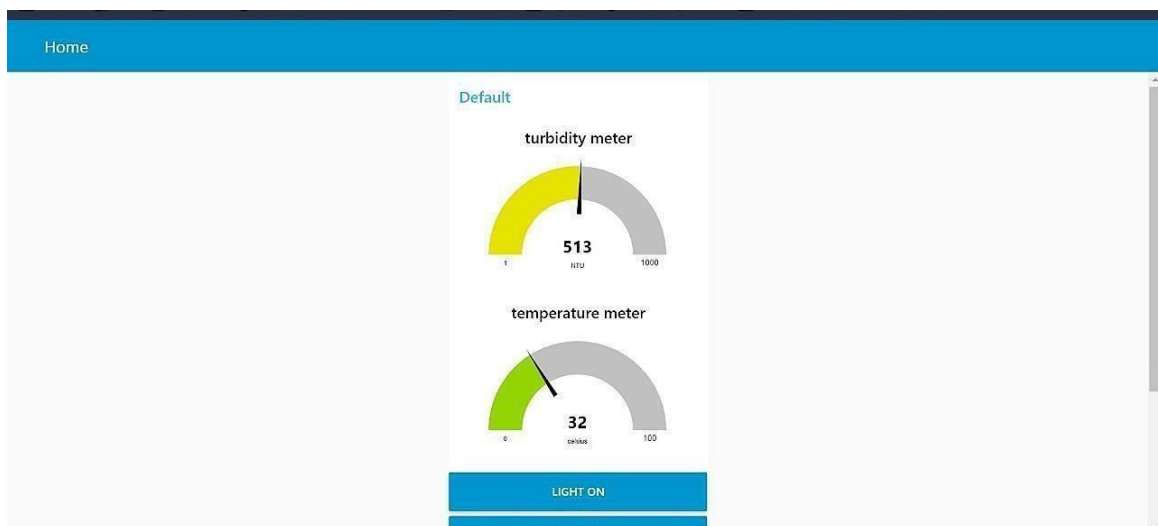 Home
Default
turbidity meter
513
NTU
1 1000
temperature meter
32
celsius
0 100
LIGHT ON